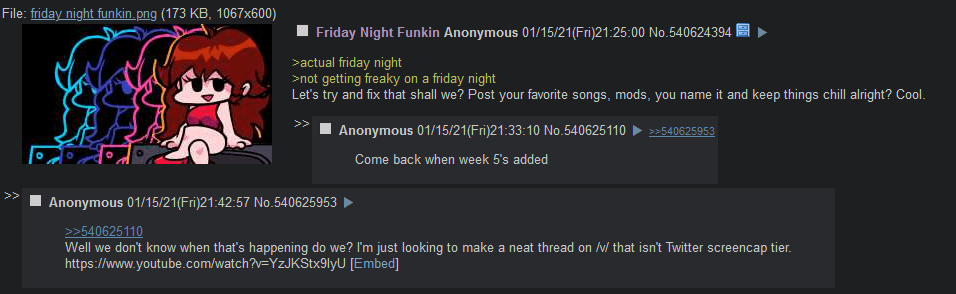 File: friday night funkin.png (173 KB, 1067x600)
Friday Night Funkin Anonymous 01/15/21(Fri)21:25:00 No.540624394
>actual friday night
>not getting freaky on a friday night
Let's try and fix that shall we? Post your favorite songs, mods, you name it and keep things chill alright? Cool.
>> Anonymous 01/15/21(Fri)21:33:10 No.540625110 >>540625953
Come back when week 5's added
>> Anonymous 01/15/21(Fri)21:42:57 No.540625953
>>540625110
Well we don't know when that's happening do we? I'm just looking to make a neat thread on /v/ that isn't Twitter screencap tier.
https://www.youtube.com/watch?v=YzJKStx9lyU [Embed]